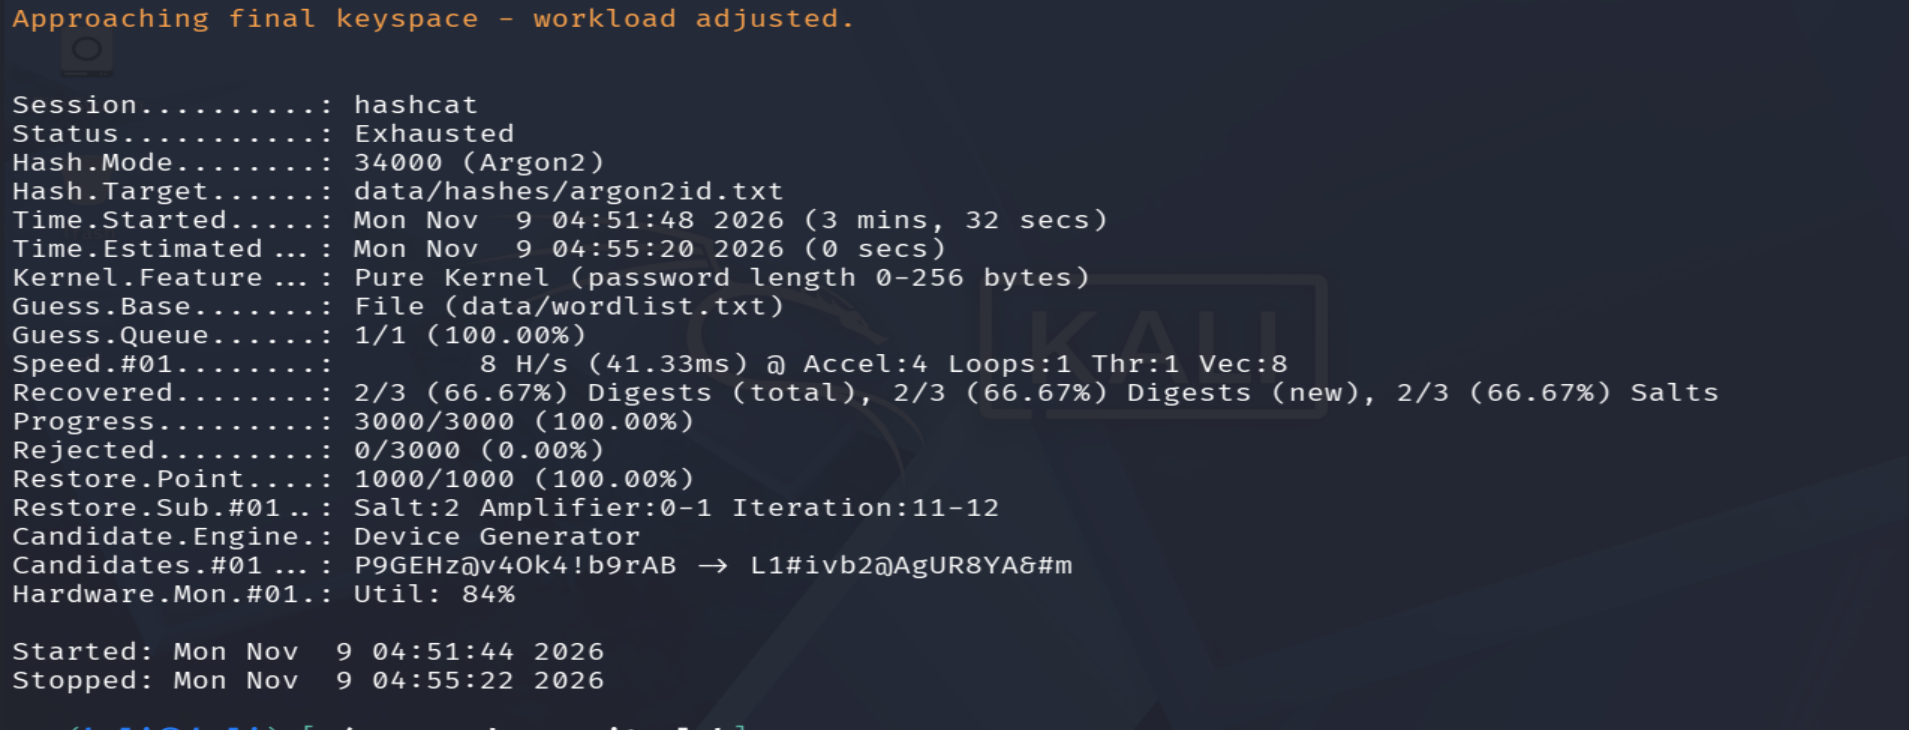 Approaching final keyspace - workload adjusted.
Session..........: hashcat
Status...........: Exhausted
Hash.Mode........: 34000 (Argon2)
Hash.Target......: data/hashes/argon2id.txt
Time.Started.....: Mon Nov  9 04:51:48 2026 (3 mins, 32 secs)
Time.Estimated...: Mon Nov  9 04:55:20 2026 (0 secs)
Kernel.Feature...: Pure Kernel (password length 0-256 bytes)
Guess.Base.......: File (data/wordlist.txt)
Guess.Queue......: 1/1 (100.00%)
Speed.#01........:        8 H/s (41.33ms) @ Accel:4 Loops:1 Thr:1 Vec:8
Recovered........: 2/3 (66.67%) Digests (total), 2/3 (66.67%) Digests (new), 2/3 (66.67%) Salts
Progress.........: 3000/3000 (100.00%)
Rejected.........: 0/3000 (0.00%)
Restore.Point....: 1000/1000 (100.00%)
Restore.Sub.#01..: Salt:2 Amplifier:0-1 Iteration:11-12
Candidate.Engine.: Device Generator
Candidates.#01...: P9GEHz@v4Ok4!b9rAB -> L1#ivb2@AgUR8YA&#m
Hardware.Mon.#01.: Util: 84%
Started: Mon Nov  9 04:51:44 2026
Stopped: Mon Nov  9 04:55:22 2026
KALI